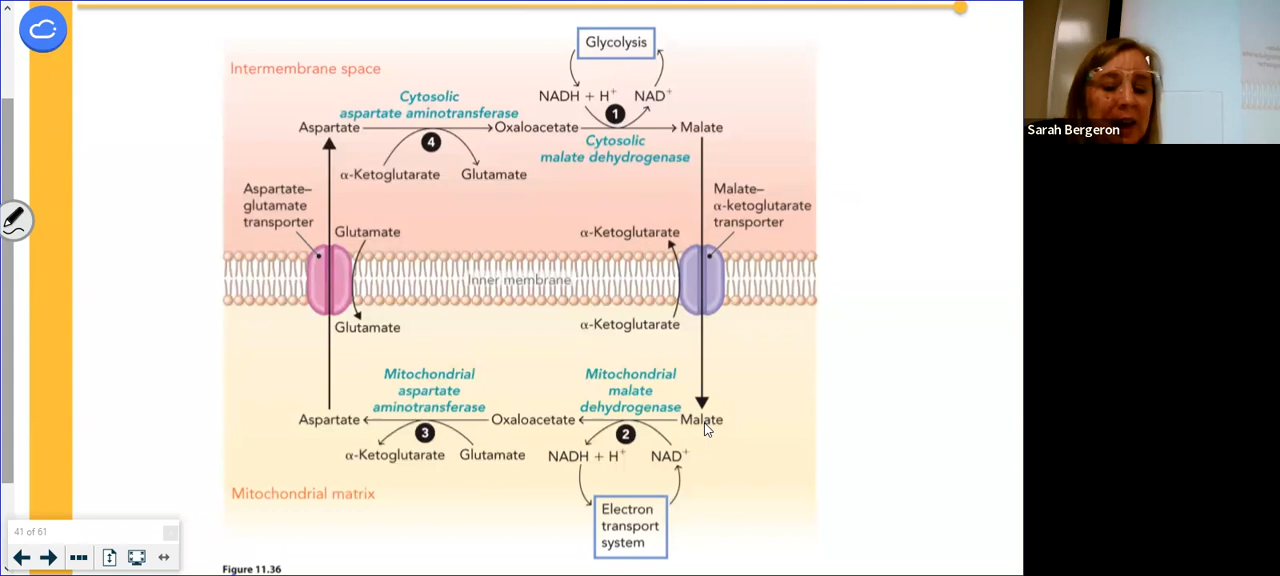 Glycolysis
Intermembrane space
NADH + H⁺
NAD⁺
Cytosolic
aspartate aminotransferase
1
Aspartate
Oxaloacetate
Malate
4
Cytosolic
malate dehydrogenase
α-Ketoglutarate
Glutamate
Aspartate–
glutamate
transporter
Malate–
α-ketoglutarate
transporter
Glutamate
α-Ketoglutarate
Inner membrane
Glutamate
α-Ketoglutarate
Mitochondrial
aspartate
aminotransferase
Mitochondrial
malate
dehydrogenase
Aspartate
Oxaloacetate
Malate
3
2
α-Ketoglutarate
Glutamate
NADH + H⁺
NAD⁺
Mitochondrial matrix
Electron
transport
system
Figure 11.36
41 of 61
Sarah Bergeron